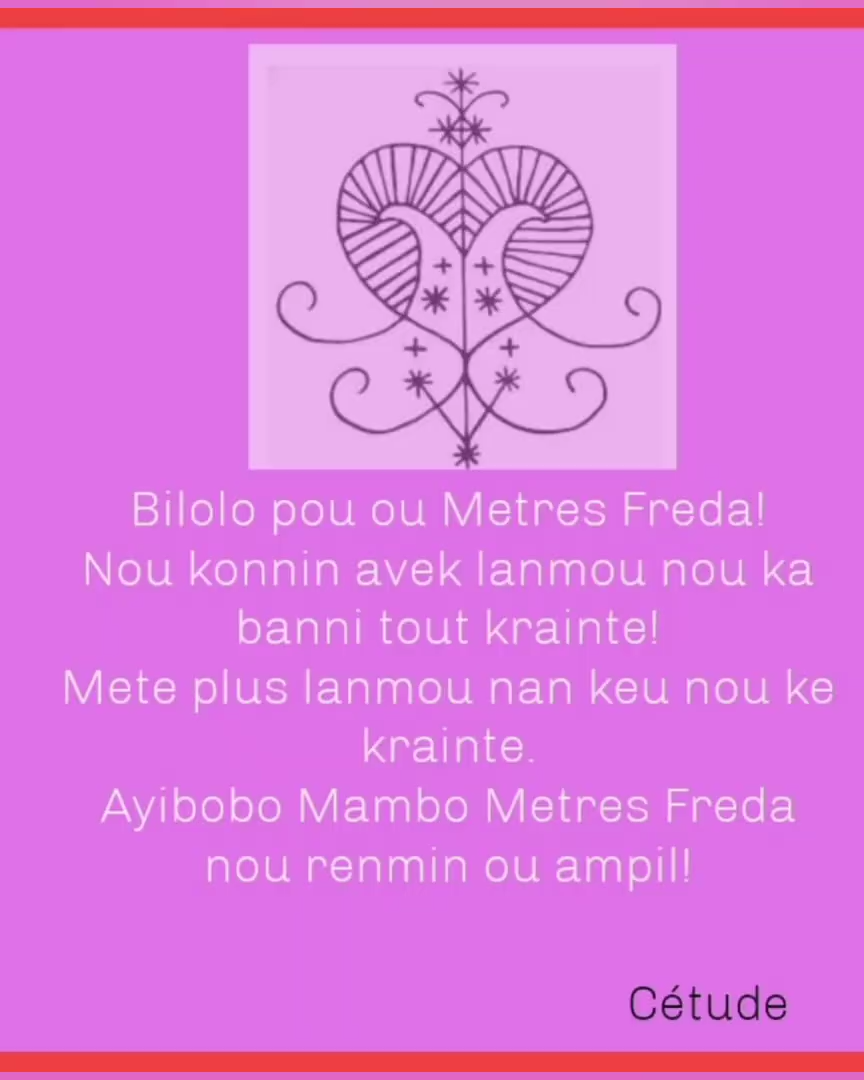 Bilolo pou ou Metres Freda!
Nou konnin avek lanmou nou ka
banni tout krainte!
Mete plus lanmou nan keu nou ke
krainte.
Ayibobo Mambo Metres Freda
nou renmin ou ampil!
Cétude